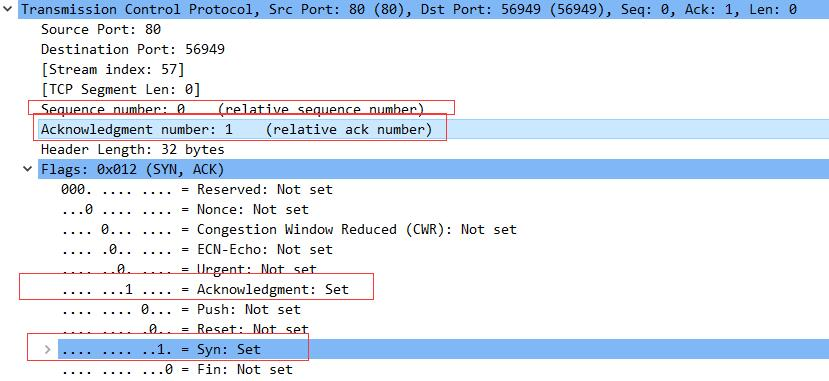 Transmission Control Protocol, Src Port: 80 (80), Dst Port: 56949 (56949), Seq: 0, Ack: 1, Len: 0
Source Port: 80
Destination Port: 56949
[Stream index: 57]
[TCP Segment Len: 0]
Sequence number: 0    (relative sequence number)
Acknowledgment number: 1    (relative ack number)
Header Length: 32 bytes
Flags: 0x012 (SYN, ACK)
000. .... .... = Reserved: Not set
...0 .... .... = Nonce: Not set
.... 0... .... = Congestion Window Reduced (CWR): Not set
.... .0.. .... = ECN-Echo: Not set
.... ..0. .... = Urgent: Not set
.... ...1 .... = Acknowledgment: Set
.... .... 0... = Push: Not set
.... .... .0.. = Reset: Not set
.... .... ..1. = Syn: Set
.... .... ...0 = Fin: Not set